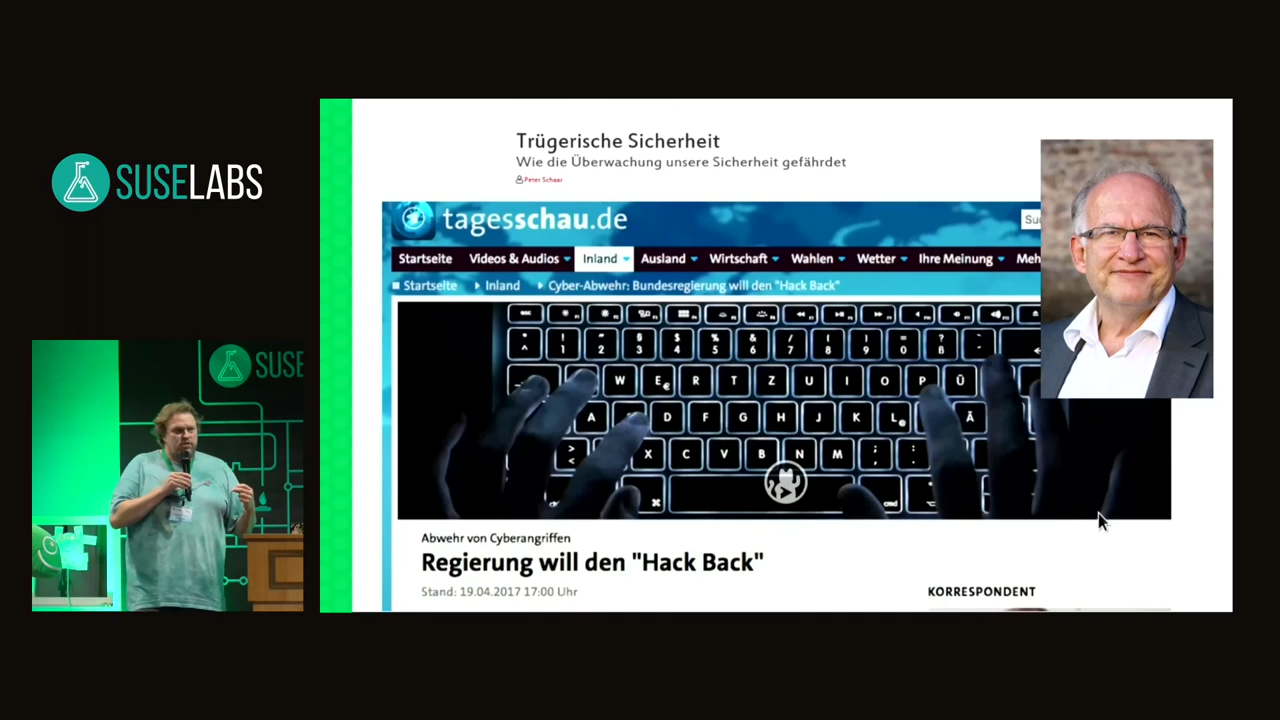 SUSELABS
SUSE
Trügerische Sicherheit
Wie die Überwachung unsere Sicherheit gefährdet
Peter Schaar
tagesschau.de
Startseite Videos & Audios Inland Ausland Wirtschaft Wahlen Wetter Ihre Meinung Meh
Startseite Inland Cyber-Abwehr: Bundesregierung will den "Hack Back"
W E € R T Z U I O P Ü
A D F G H J K L Ä
X C V B N M
Abwehr von Cyberangriffen
Regierung will den "Hack Back"
Stand: 19.04.2017 17:00 Uhr
KORRESPONDENT